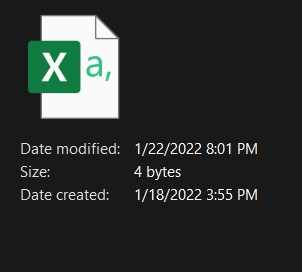 X a,
Date modified: 1/22/2022 8:01 PM
Size: 4 bytes
Date created: 1/18/2022 3:55 PM